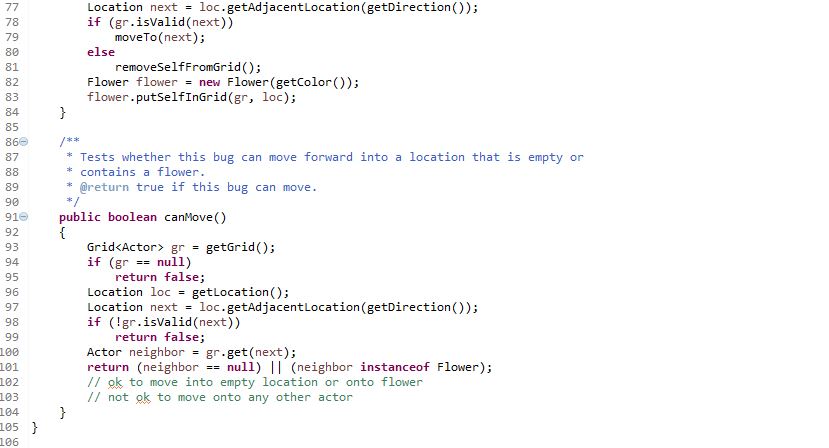 77 Location next = loc.getAdjacentLocation(getDirection());
78 if (gr.isValid(next))
79 moveTo(next);
80 else
81 removeSelfFromGrid();
82 Flower flower = new Flower(getColor());
83 flower.putSelfInGrid(gr, loc);
84 }
85
86 /**
87 * Tests whether this bug can move forward into a location that is empty or
88 * contains a flower.
89 * @return true if this bug can move.
90 */
91 public boolean canMove()
92 {
93 Grid<Actor> gr = getGrid();
94 if (gr == null)
95 return false;
96 Location loc = getLocation();
97 Location next = loc.getAdjacentLocation(getDirection());
98 if (!gr.isValid(next))
99 return false;
100 Actor neighbor = gr.get(next);
101 return (neighbor == null) || (neighbor instanceof Flower);
102 // ok to move into empty location or onto flower
103 // not ok to move onto any other actor
104 }
105 }
106